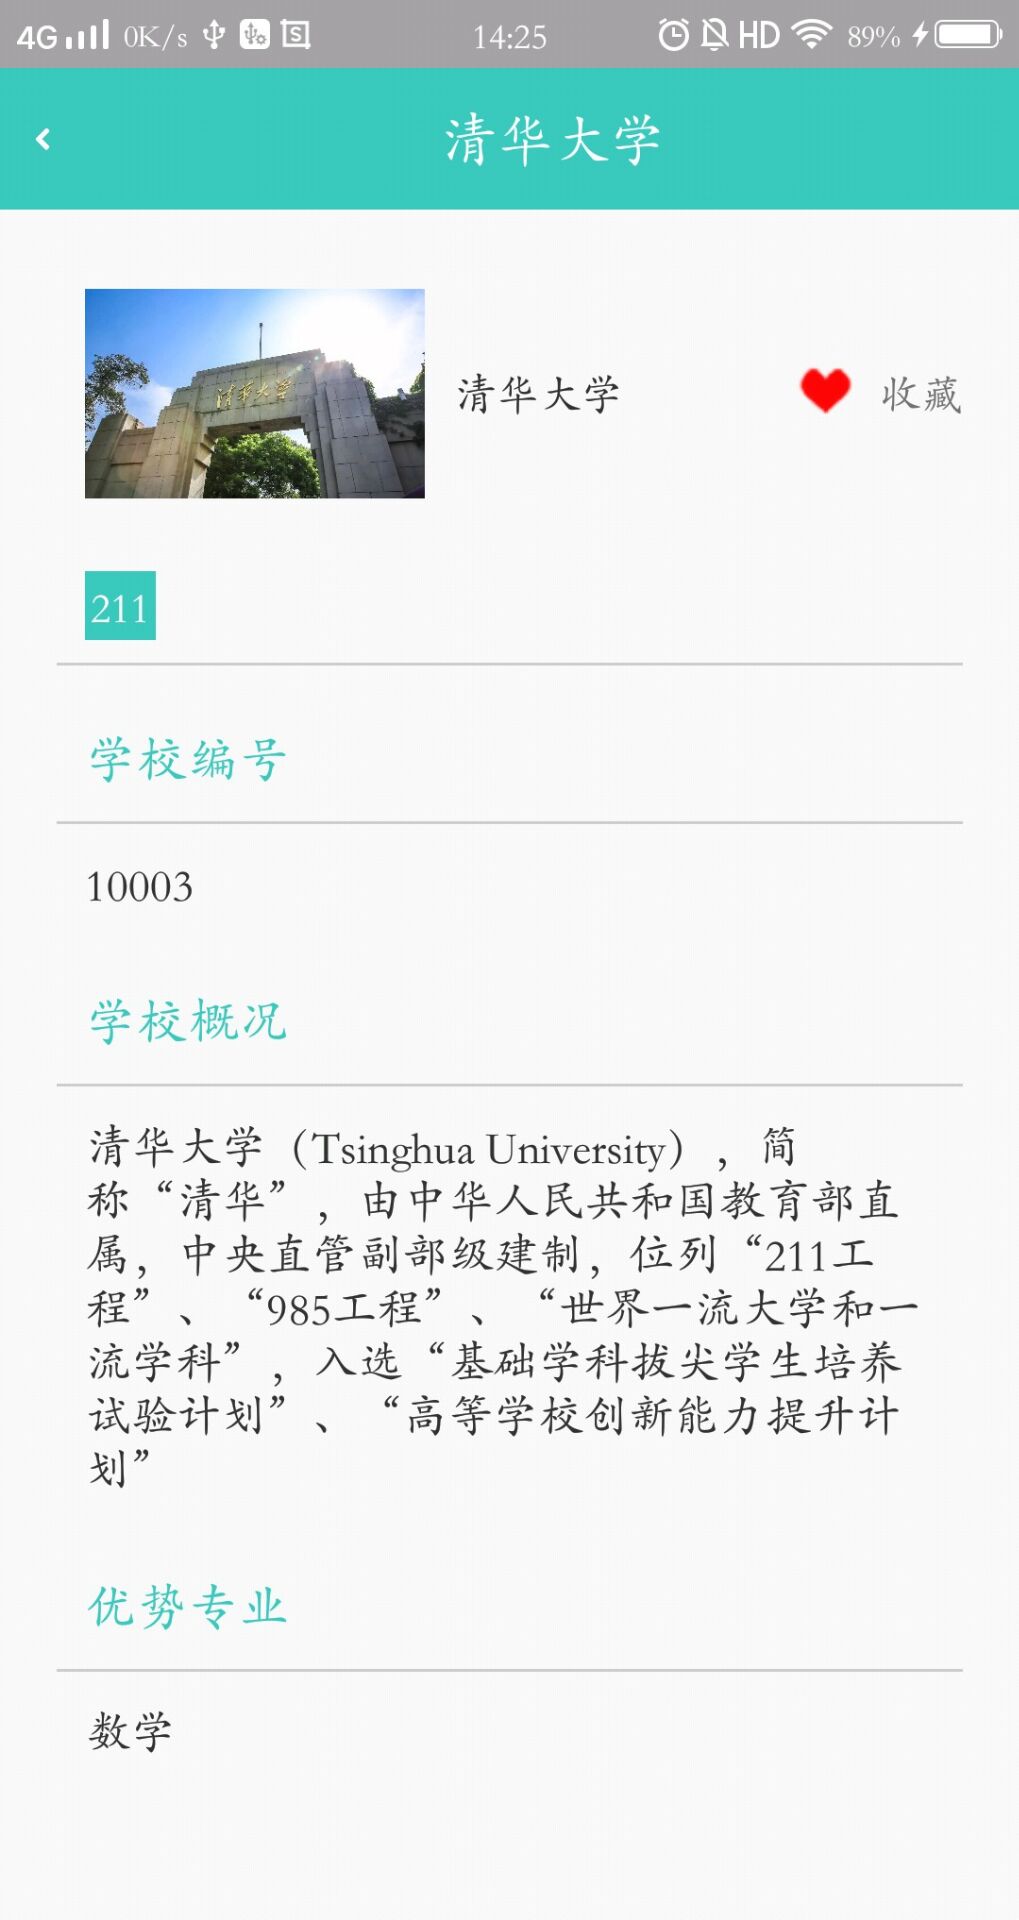 4G 0K/s 14:25 HD 89%
清华大学
清华大学
清华大学 收藏
211
学校编号
10003
学校概况
清华大学（Tsinghua University），简
称“清华”，由中华人民共和国教育部直
属，中央直管副部级建制，位列“211工
程”、“985工程”、“世界一流大学和一
流学科”，入选“基础学科拔尖学生培养
试验计划”、“高等学校创新能力提升计
划”
优势专业
数学